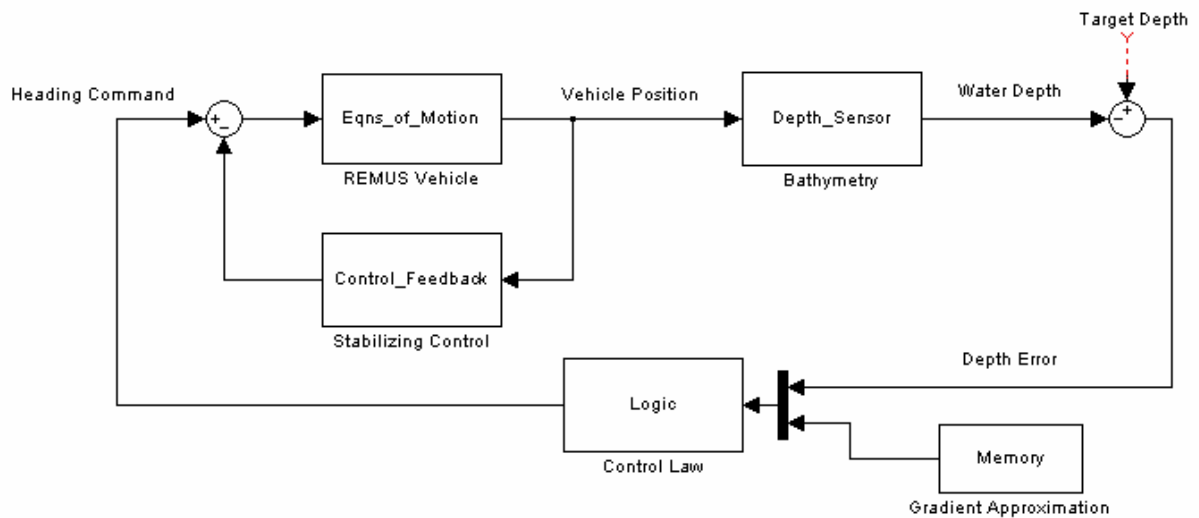 Target Depth
Heading Command
Vehicle Position
Water Depth
+
−
Eqns_of_Motion
Depth_Sensor
+
−
REMUS Vehicle
Bathymetry
Control_Feedback
Stabilizing Control
Depth Error
Logic
Memory
Control Law
Gradient Approximation